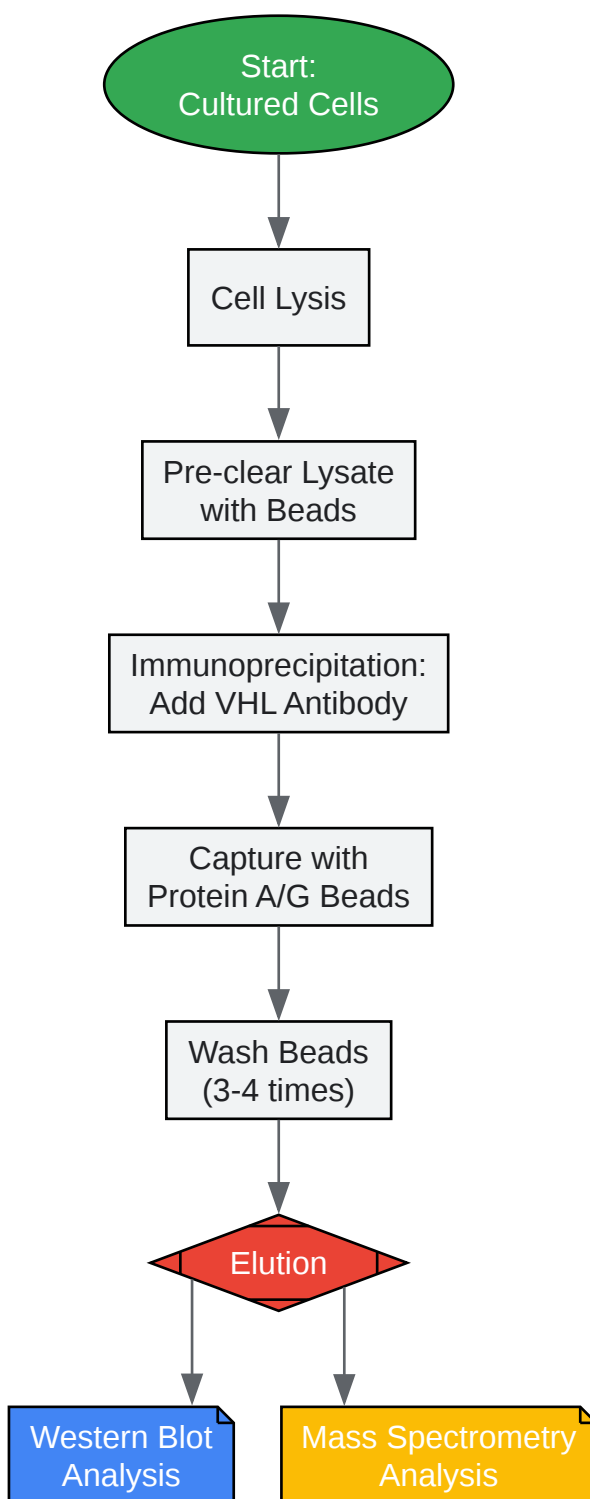 Start:
Cultured Cells
Cell Lysis
Pre-clear Lysate
with Beads
Immunoprecipitation:
Add VHL Antibody
Capture with
Protein A/G Beads
Wash Beads
(3-4 times)
Elution
Western Blot
Analysis
Mass Spectrometry
Analysis